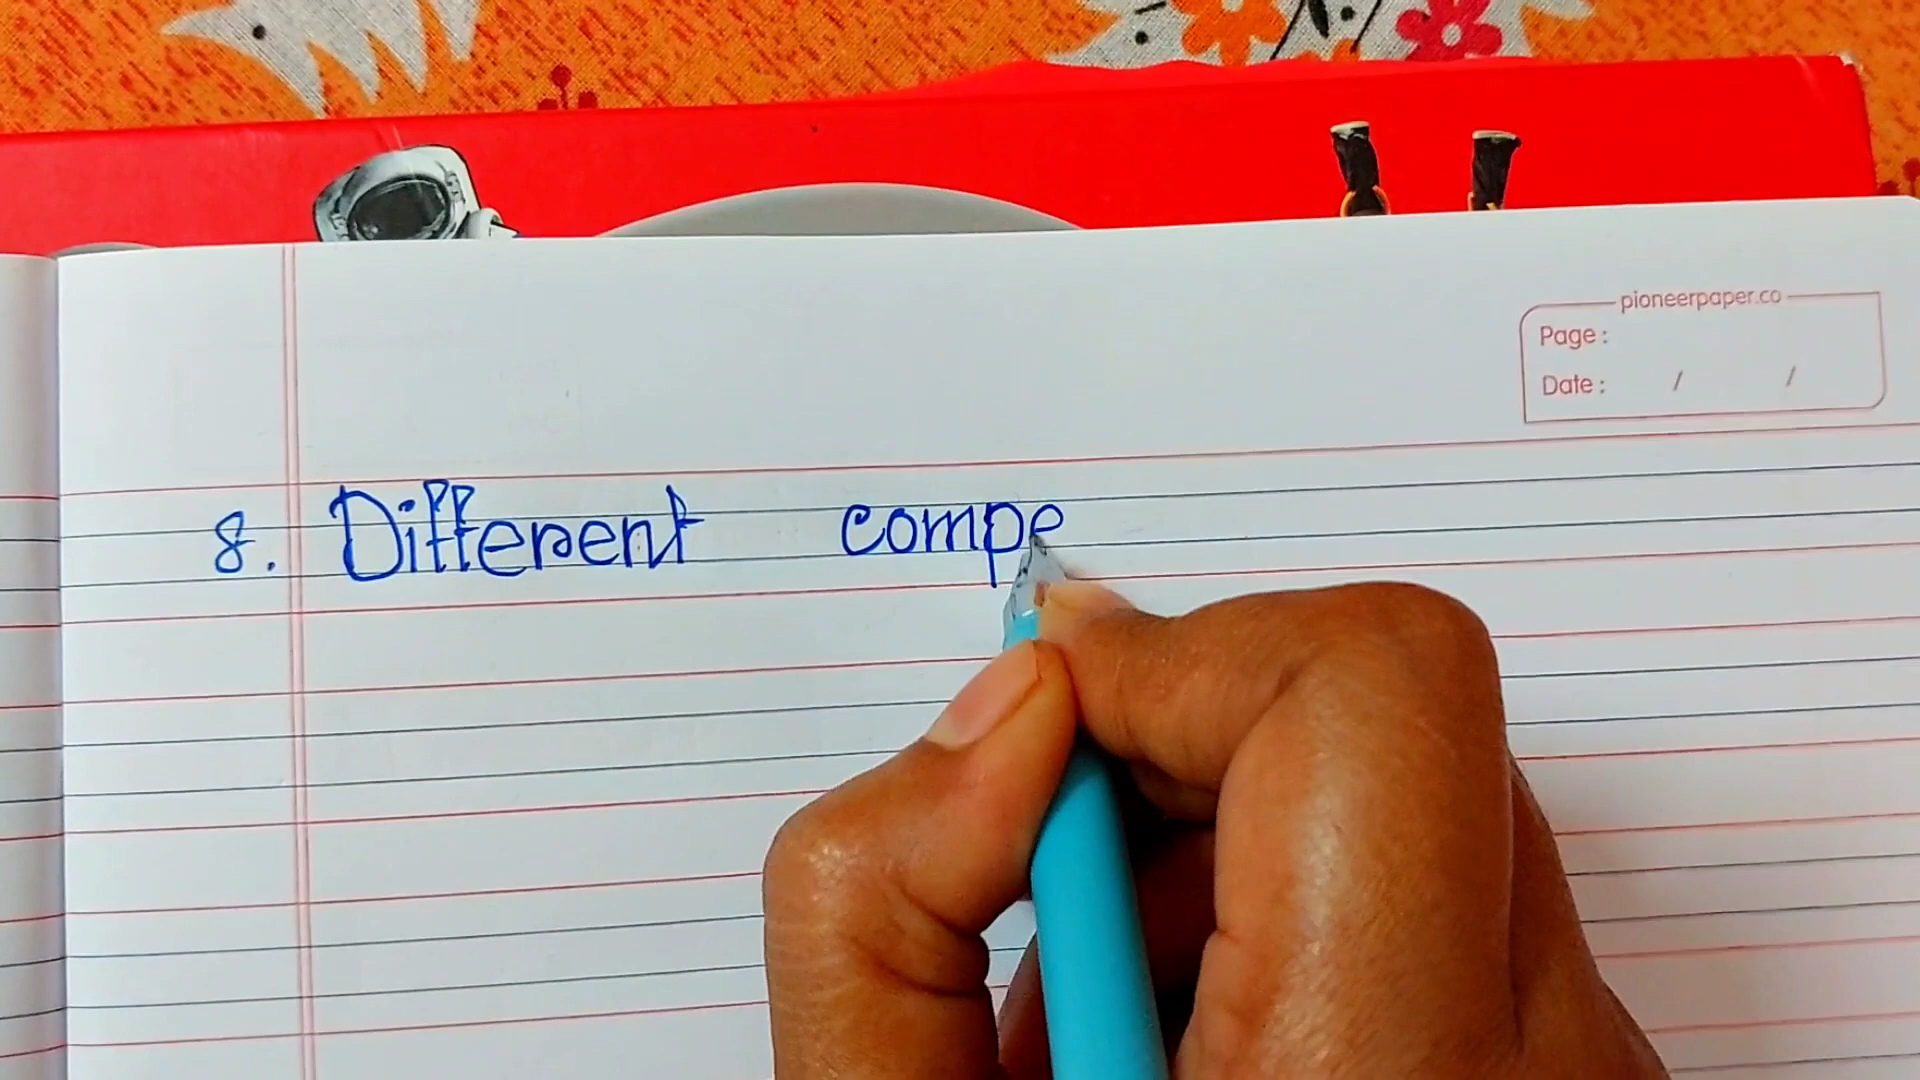 pioneerpaper.co
Page :
Date : / /
8. Different compe